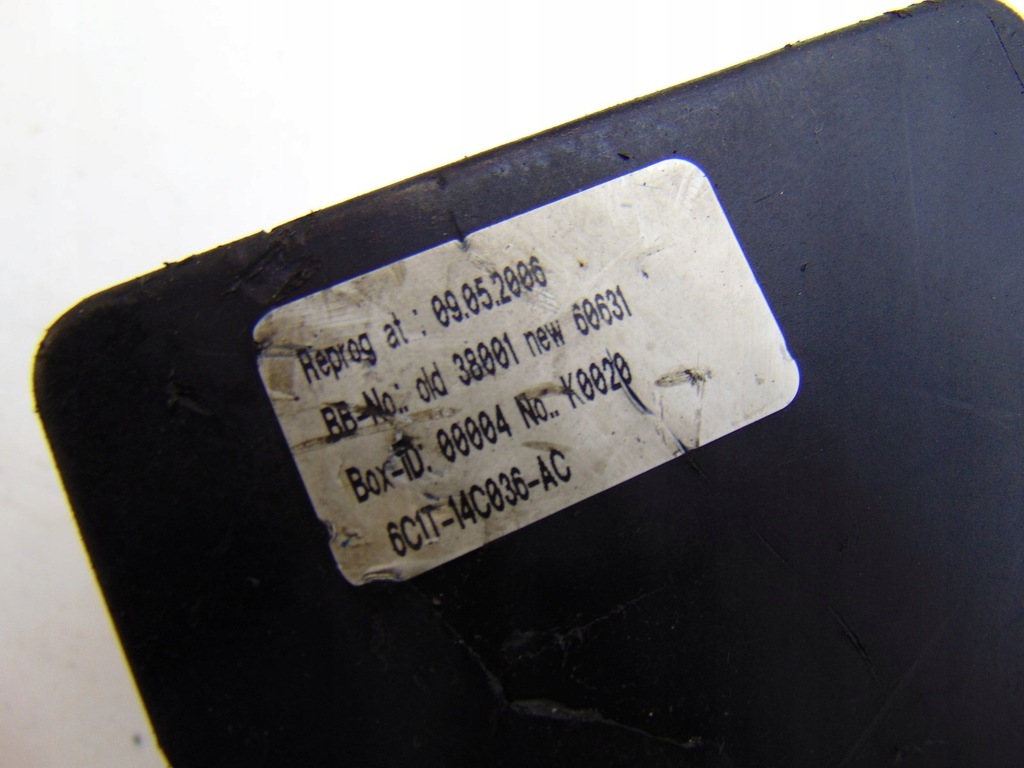 Reprog at : 09.05.2006
BB-No.: old 38001 new 60631
Box-ID: 00004 No.: K0020
6C1T-14C036-AC